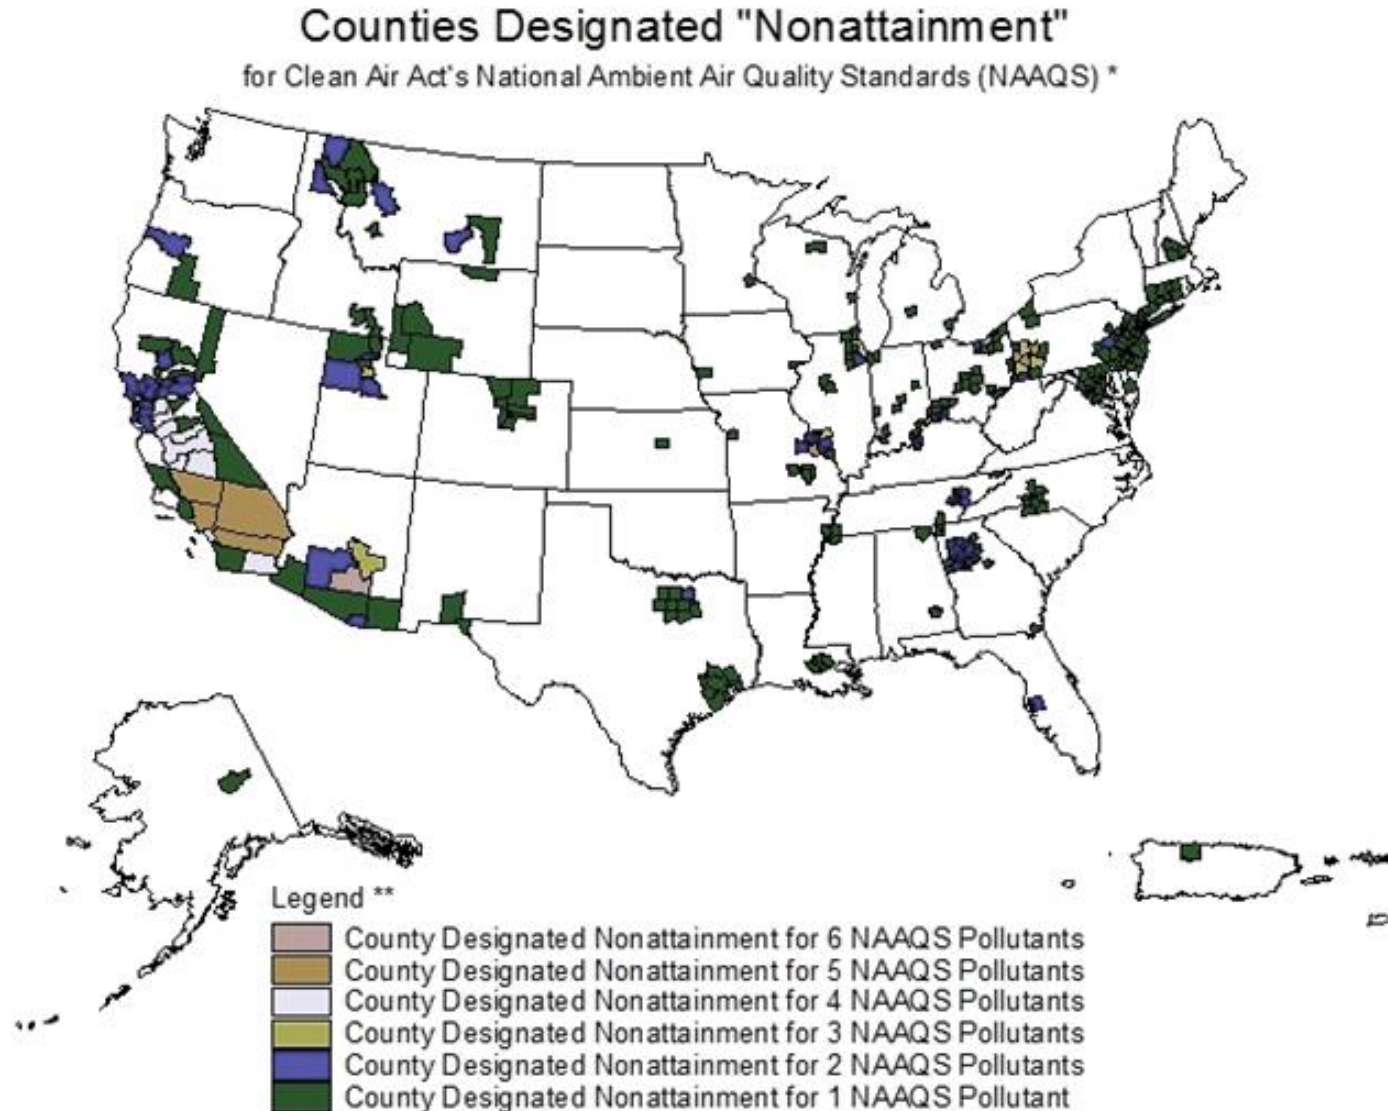 Counties Designated "Nonattainment"
for Clean Air Act's National Ambient Air Quality Standards (NAAQS) *
Legend **
County Designated Nonattainment for 6 NAAQS Pollutants
County Designated Nonattainment for 5 NAAQS Pollutants
County Designated Nonattainment for 4 NAAQS Pollutants
County Designated Nonattainment for 3 NAAQS Pollutants
County Designated Nonattainment for 2 NAAQS Pollutants
County Designated Nonattainment for 1 NAAQS Pollutant